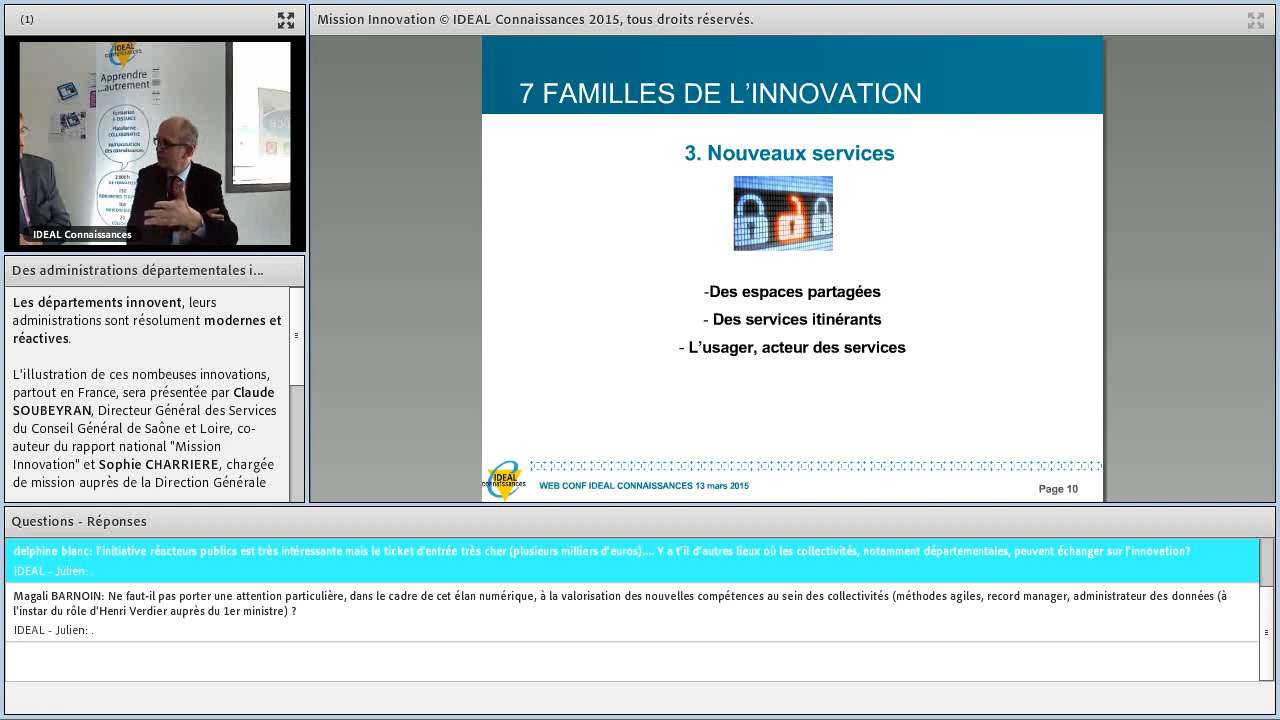 (1)
IDEAL
connaissances
Apprendre
...autrement
Formation
A DISTANCE
Plateforme
COLLABORATIVE
IDEAL Connaissances
Des administrations départementales i...
Les départements innovent, leurs
administrations sont résolument modernes et
réactives.
L'illustration de ces nombeuses innovations,
partout en France, sera présentée par Claude
SOUBEYRAN, Directeur Général des Services
du Conseil Général de Saône et Loire, co-
auteur du rapport national "Mission
Innovation" et Sophie CHARRIERE, chargée
de mission auprès de la Direction Générale
Mission Innovation © IDEAL Connaissances 2015, tous droits réservés.
7 FAMILLES DE L'INNOVATION
3. Nouveaux services
-Des espaces partagées
- Des services itinérants
- L'usager, acteur des services
IDEAL
connaissances
WEB CONF IDEAL CONNAISSANCES 13 mars 2015
Page 10
Questions - Réponses
delphine blanc: l'initiative réacteurs publics est très intéressante mais le ticket d'entrée très cher (plusieurs milliers d'euros).... Y a t'il d'autres lieux où les collectivités, notamment départementales, peuvent échanger sur l'innovation?
IDEAL - Julien: .
Magali BARNOIN: Ne faut-il pas porter une attention particulière, dans le cadre de cet élan numérique, à la valorisation des nouvelles compétences au sein des collectivités (méthodes agiles, record manager, administrateur des données (à
l'instar du rôle d'Henri Verdier auprès du 1er ministre) ?
IDEAL - Julien: .